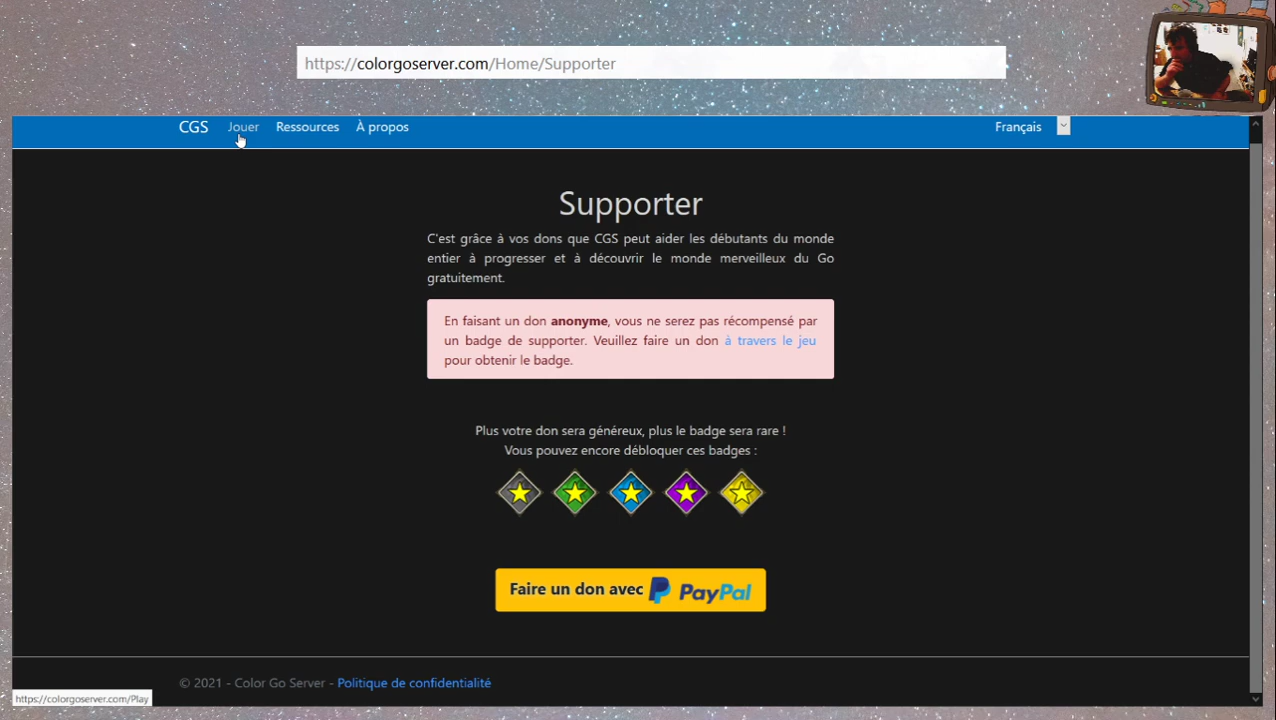 https://colorgoserver.com/Home/Supporter
CGS Jouer Ressources À propos Français
Supporter
C'est grâce à vos dons que CGS peut aider les débutants du monde
entier à progresser et à découvrir le monde merveilleux du Go
gratuitement.
En faisant un don anonyme, vous ne serez pas récompensé par
un badge de supporter. Veuillez faire un don à travers le jeu
pour obtenir le badge.
Plus votre don sera généreux, plus le badge sera rare !
Vous pouvez encore débloquer ces badges :
Faire un don avec PayPal
© 2021 - Color Go Server - Politique de confidentialité
https://colorgoserver.com/Play